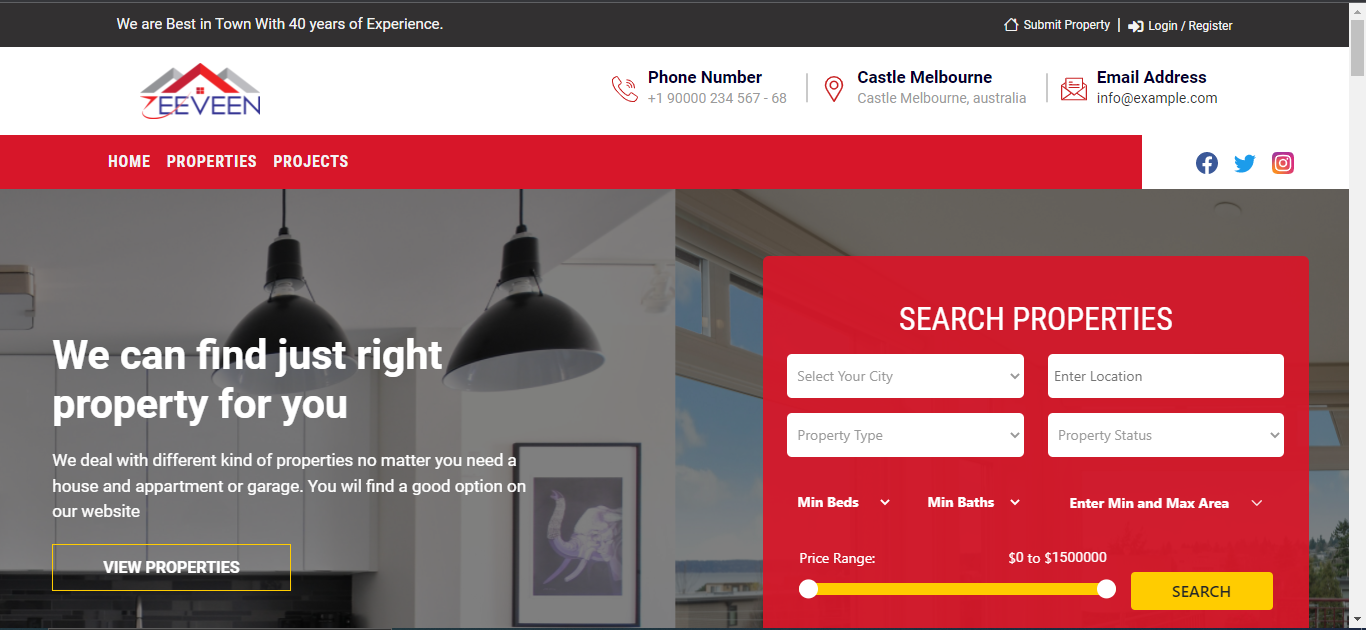 We are Best in Town With 40 years of Experience.
Submit Property | Login / Register
ZEEVEEN
Phone Number
+1 90000 234 567 - 68
Castle Melbourne
Castle Melbourne, australia
Email Address
info@example.com
HOME PROPERTIES PROJECTS
We can find just right
property for you
We deal with different kind of properties no matter you need a
house and appartment or garage. You wil find a good option on
our website
VIEW PROPERTIES
SEARCH PROPERTIES
Select Your City
Enter Location
Property Type
Property Status
Min Beds
Min Baths
Enter Min and Max Area
Price Range:
$0 to $1500000
SEARCH